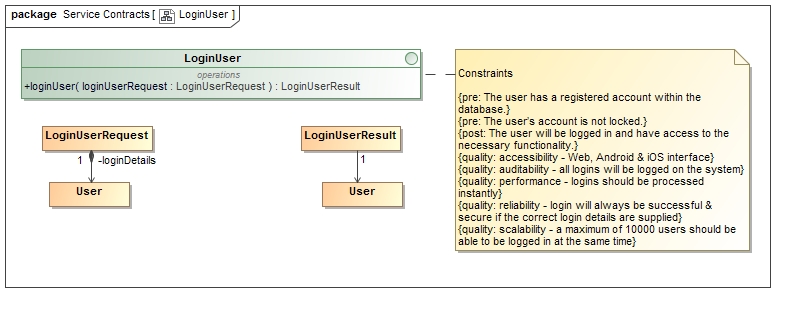 package Service Contracts [ LoginUser ]
LoginUser
operations
+loginUser( loginUserRequest : LoginUserRequest ) : LoginUserResult
LoginUserRequest
1 -loginDetails
User
LoginUserResult
1
User
Constraints
{pre: The user has a registered account within the
database.}
{pre: The user's account is not locked.}
{post: The user will be logged in and have access to the
necessary functionality.}
{quality: accessibility - Web, Android & iOS interface}
{quality: auditability - all logins will be logged on the system}
{quality: performance - logins should be processed
instantly}
{quality: reliability - login will always be successful &
secure if the correct login details are supplied}
{quality: scalability - a maximum of 10000 users should be
able to be logged in at the same time}